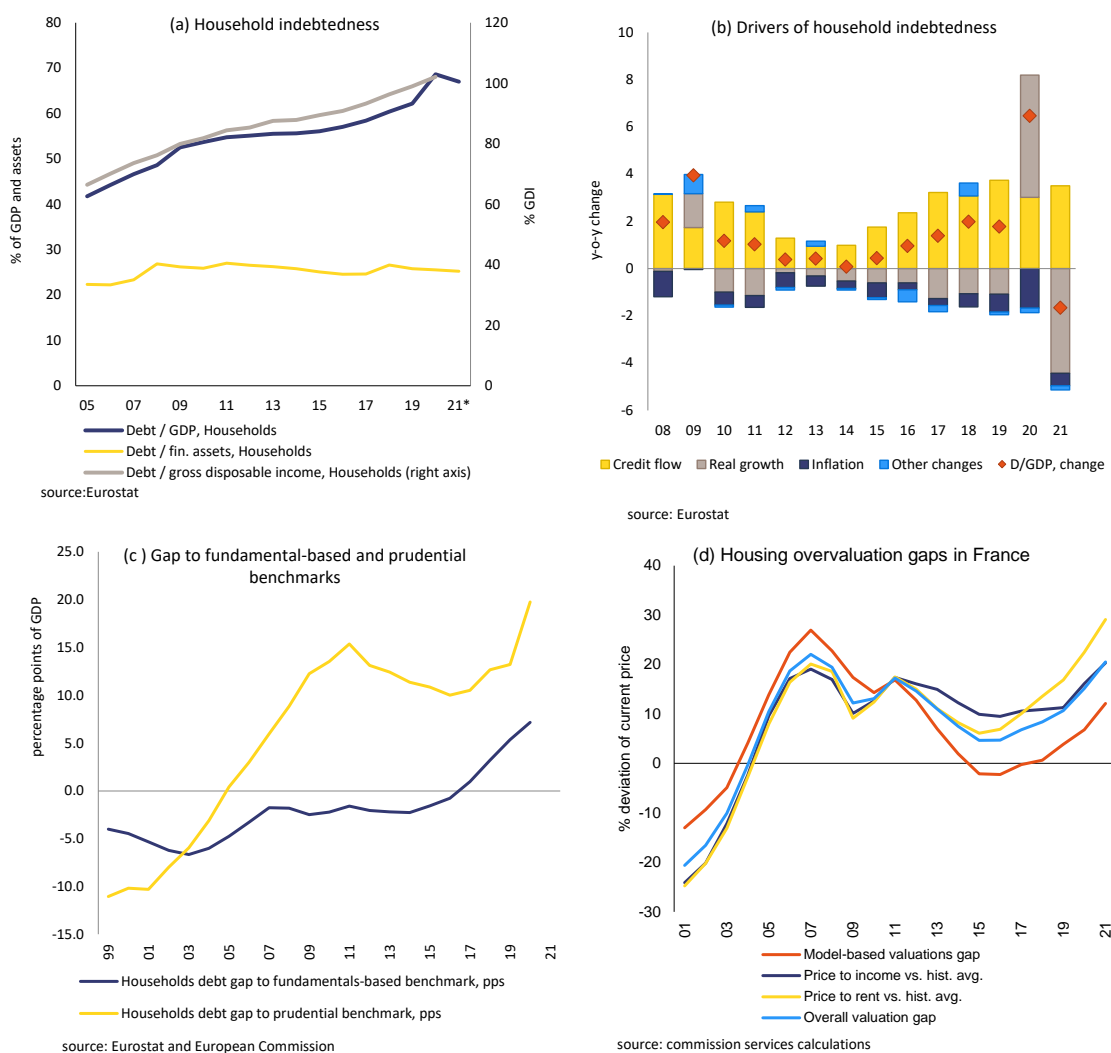 (a) Household indebtedness
80
70
60
50
40
30
20
10
0
% of GDP and assets
120
100
80
60
40
20
0
% GDI
05 07 09 11 13 15 17 19 21*
Debt / GDP, Households
Debt / fin. assets, Households
Debt / gross disposable income, Households (right axis)
source:Eurostat
(b) Drivers of household indebtedness
10
8
6
4
2
0
-2
-4
-6
y-o-y change
08 09 10 11 12 13 14 15 16 17 18 19 20 21
Credit flow Real growth Inflation Other changes D/GDP, change
source: Eurostat
(c ) Gap to fundamental-based and prudential
benchmarks
25.0
20.0
15.0
10.0
5.0
0.0
-5.0
-10.0
-15.0
percentage points of GDP
99 01 03 05 07 09 11 13 15 17 19 21
Households debt gap to fundamentals-based benchmark, pps
Households debt gap to prudential benchmark, pps
source: Eurostat and European Commission
(d) Housing overvaluation gaps in France
40
30
20
10
0
-10
-20
-30
% deviation of current price
01 03 05 07 09 11 13 15 17 19 21
Model-based valuations gap
Price to income vs. hist. avg.
Price to rent vs. hist. avg.
Overall valuation gap
source: commission services calculations